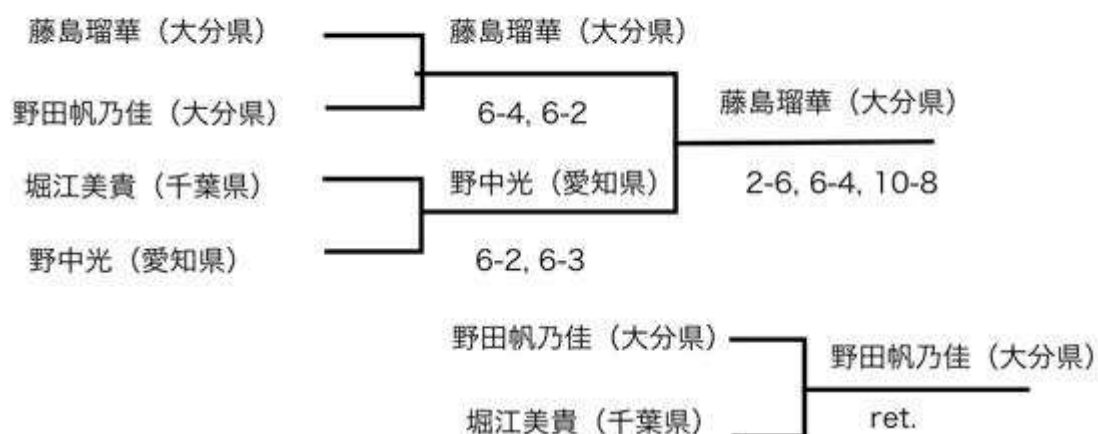 藤島瑠華（大分県）
藤島瑠華（大分県）
野田帆乃佳（大分県）
6-4, 6-2
藤島瑠華（大分県）
堀江美貴（千葉県）
野中光（愛知県）
2-6, 6-4, 10-8
野中光（愛知県）
6-2, 6-3
野田帆乃佳（大分県）
野田帆乃佳（大分県）
堀江美貴（千葉県）
ret.